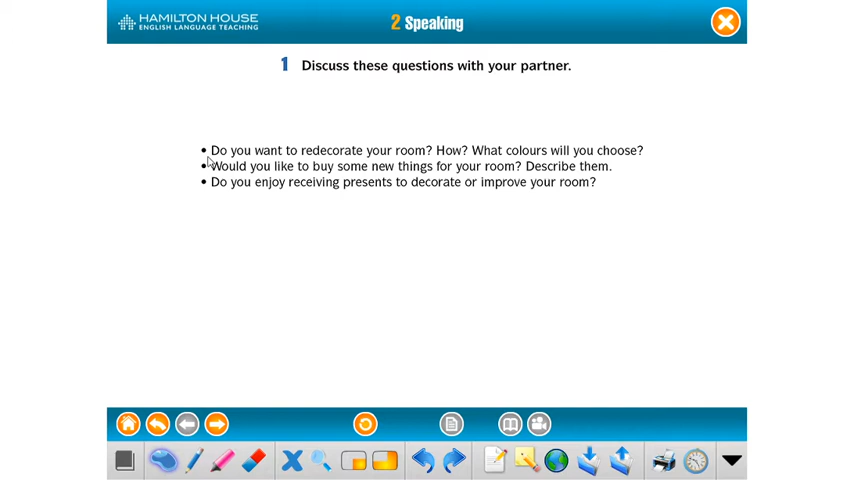 HAMILTON HOUSE
ENGLISH LANGUAGE TEACHING
2 Speaking
1 Discuss these questions with your partner.
• Do you want to redecorate your room? How? What colours will you choose?
• Would you like to buy some new things for your room? Describe them.
• Do you enjoy receiving presents to decorate or improve your room?